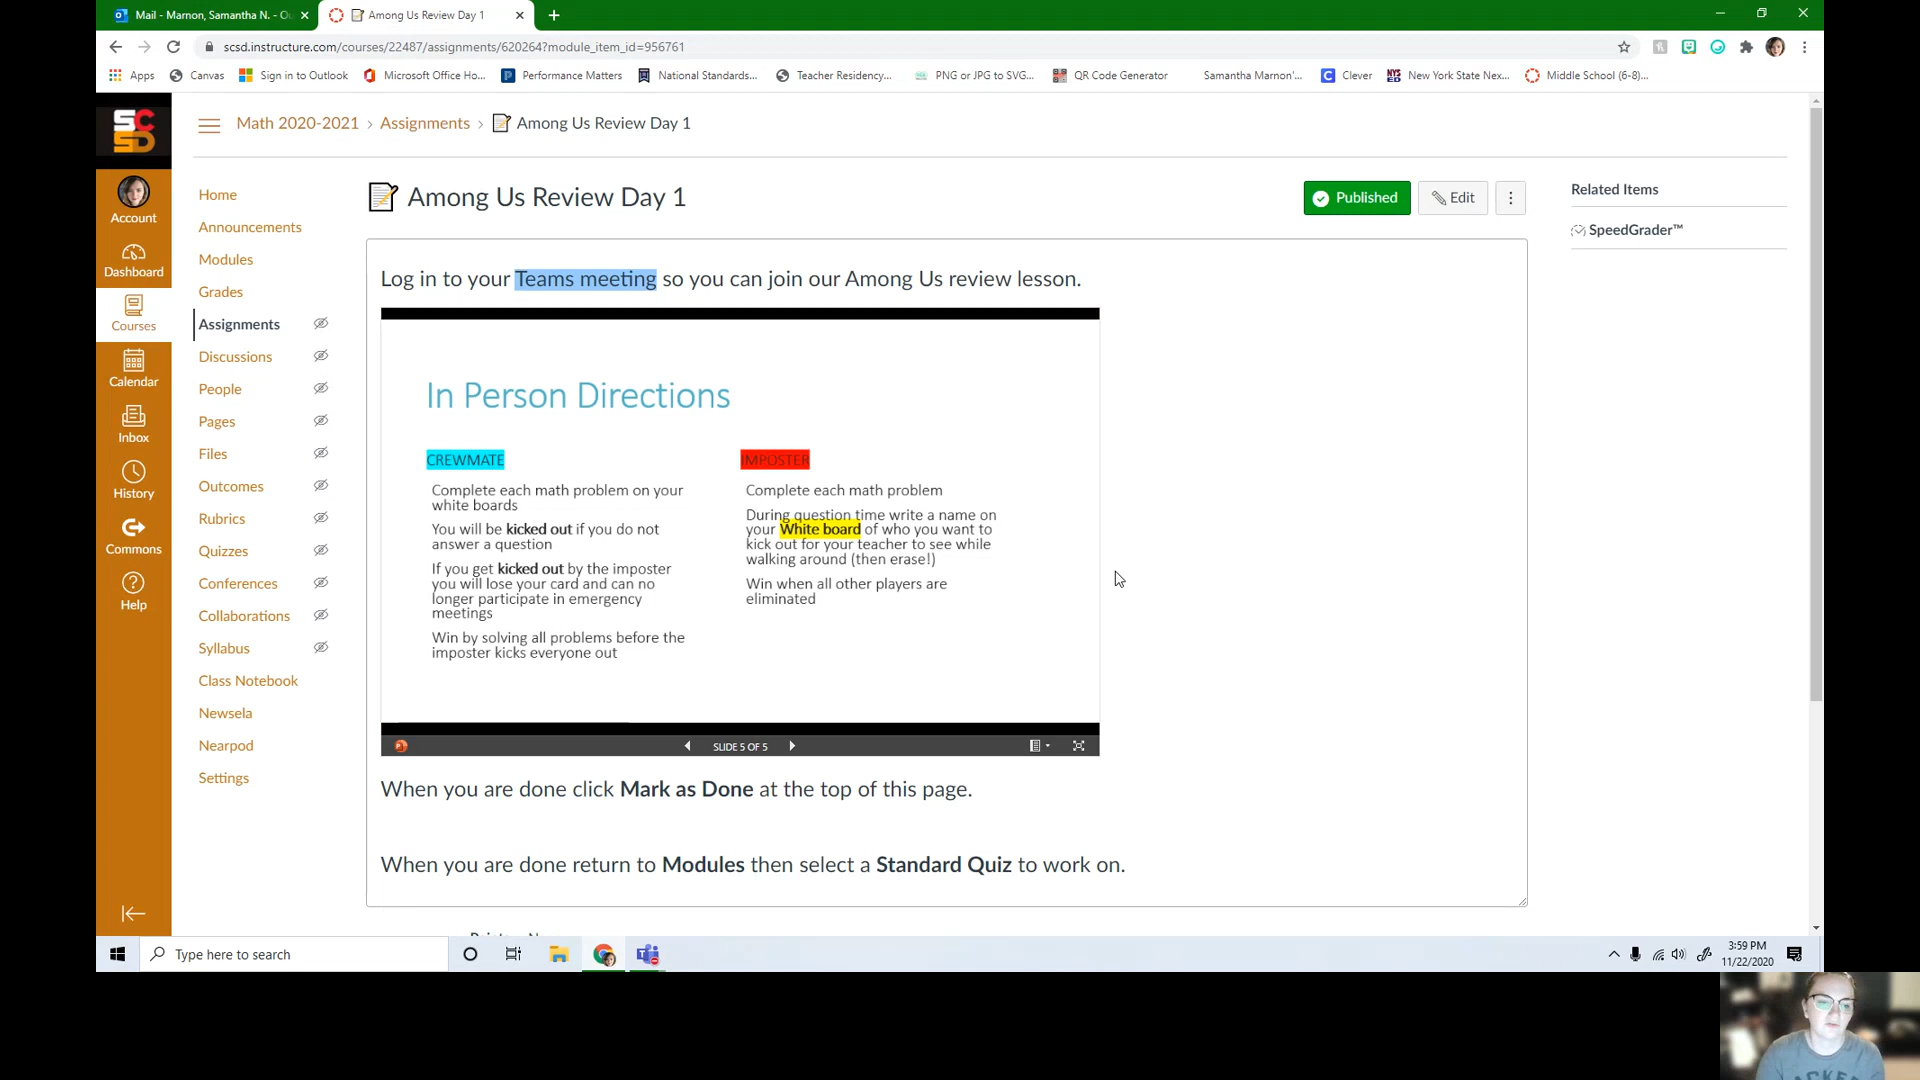 Mail - Marnon, Samantha N. - Ou
Among Us Review Day 1
scsd.instructure.com/courses/22487/assignments/620264?module_item_id=956761
Apps
Canvas
Sign in to Outlook
Microsoft Office Ho...
Performance Matters
National Standards...
Teacher Residency,...
PNG or JPG to SVG...
QR Code Generator
Samantha Marnon'...
Clever
New York State Nex...
Middle School (6-8)...
SCSD
Math 2020-2021 › Assignments › Among Us Review Day 1
Account
Dashboard
Courses
Calendar
Inbox
History
Commons
Help
Home
Announcements
Modules
Grades
Assignments
Discussions
People
Pages
Files
Outcomes
Rubrics
Quizzes
Conferences
Collaborations
Syllabus
Class Notebook
Newsela
Nearpod
Settings
Among Us Review Day 1
Published
Edit
Related Items
SpeedGrader™
Log in to your Teams meeting so you can join our Among Us review lesson.
In Person Directions
CREWMATE
Complete each math problem on your
white boards
You will be kicked out if you do not
answer a question
If you get kicked out by the imposter
you will lose your card and can no
longer participate in emergency
meetings
Win by solving all problems before the
imposter kicks everyone out
IMPOSTER
Complete each math problem
During question time write a name on
your White board of who you want to
kick out for your teacher to see while
walking around (then erase!)
Win when all other players are
eliminated
SLIDE 5 OF 5
When you are done click Mark as Done at the top of this page.
When you are done return to Modules then select a Standard Quiz to work on.
Type here to search
3:59 PM
11/22/2020